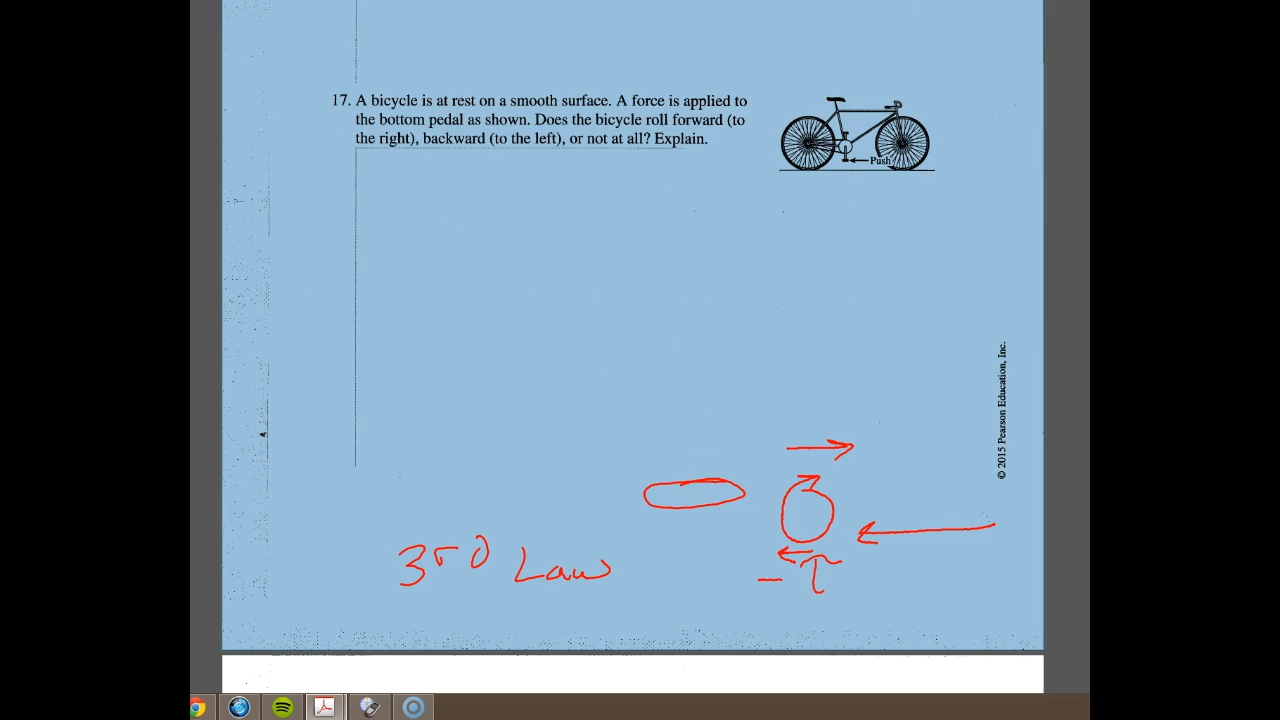 17. A bicycle is at rest on a smooth surface. A force is applied to
the bottom pedal as shown. Does the bicycle roll forward (to
the right), backward (to the left), or not at all? Explain.
Push
© 2015 Pearson Education, Inc.
3rd Law
-τ